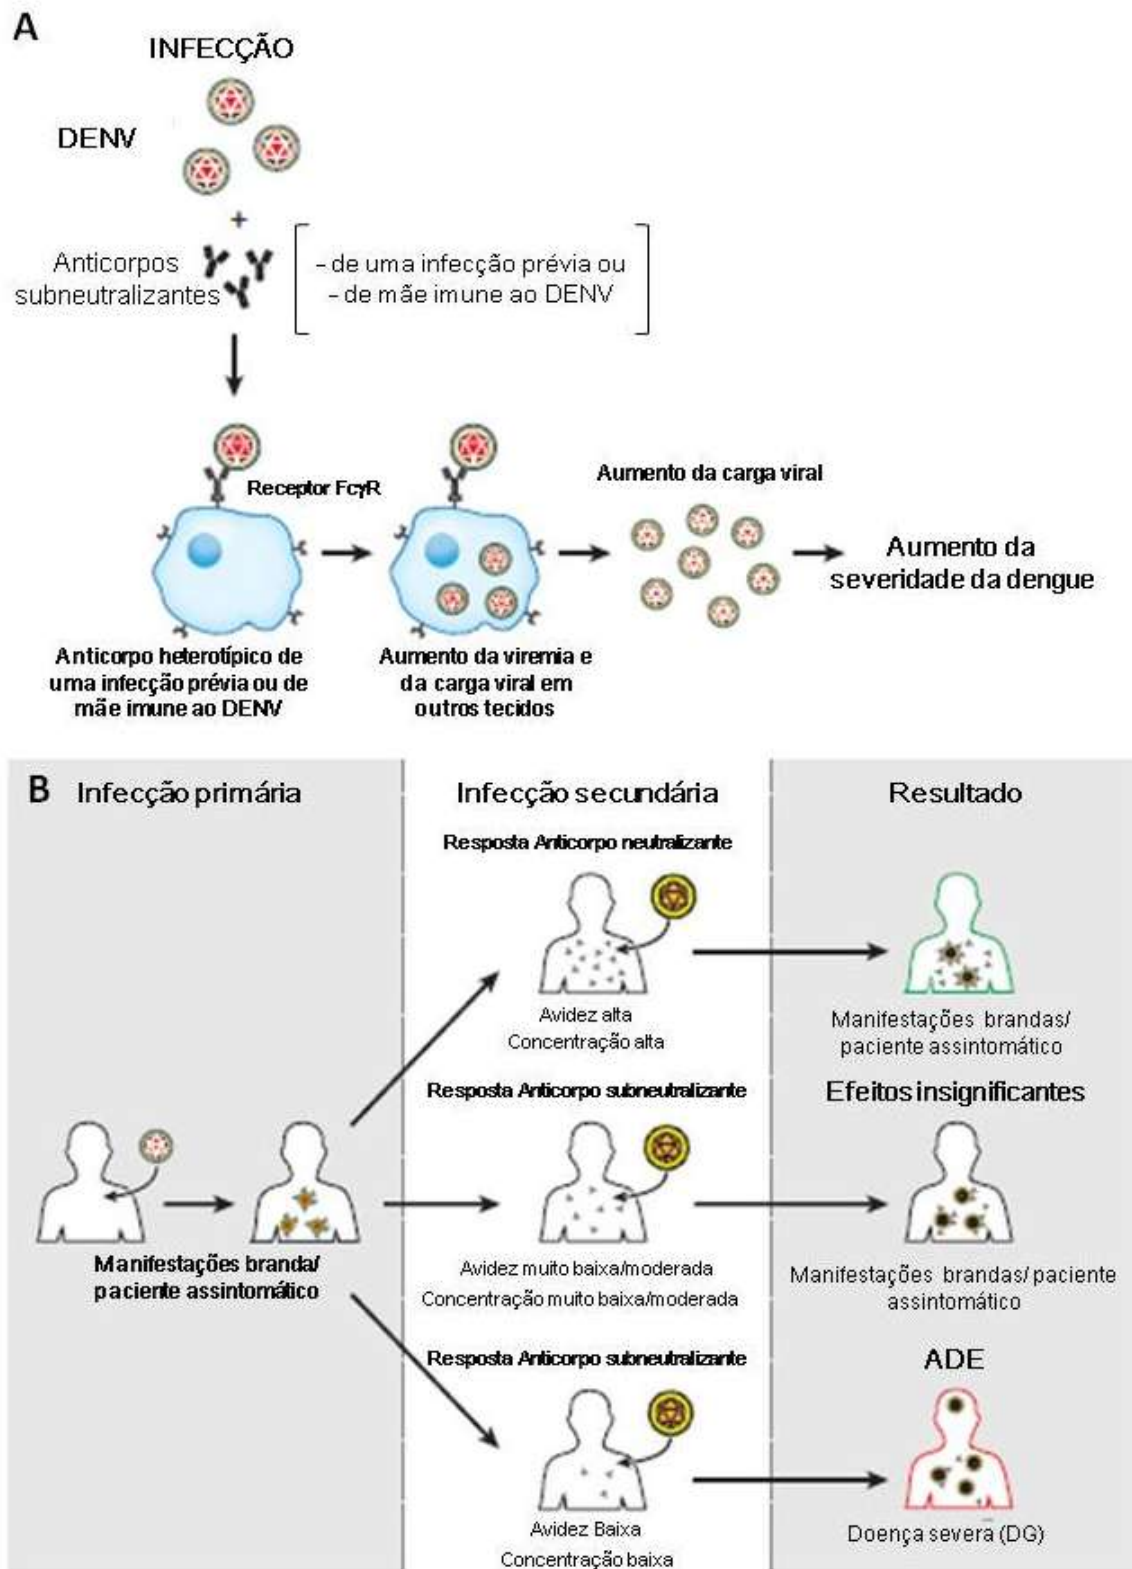 A
INFECÇÃO
DENV
+
Anticorpos
subneutralizantes
– de uma infecção prévia ou
– de mãe imune ao DENV
Receptor FcγR
Aumento da carga viral
Aumento da
severidade da dengue
Anticorpo heterotípico de
uma infecção prévia ou de
mãe imune ao DENV
Aumento da viremia e
da carga viral em
outros tecidos
B
Infecção primária
Infecção secundária
Resultado
Resposta Anticorpo neutralizante
Avidez alta
Concentração alta
Manifestações brandas/
paciente assintomático
Resposta Anticorpo subneutralizante
Efeitos insignificantes
Manifestações branda/
paciente assintomático
Avidez muito baixa/moderada
Concentração muito baixa/moderada
Manifestações brandas/ paciente
assintomático
Resposta Anticorpo subneutralizante
ADE
Avidez Baixa
Concentração baixa
Doença severa (DG)